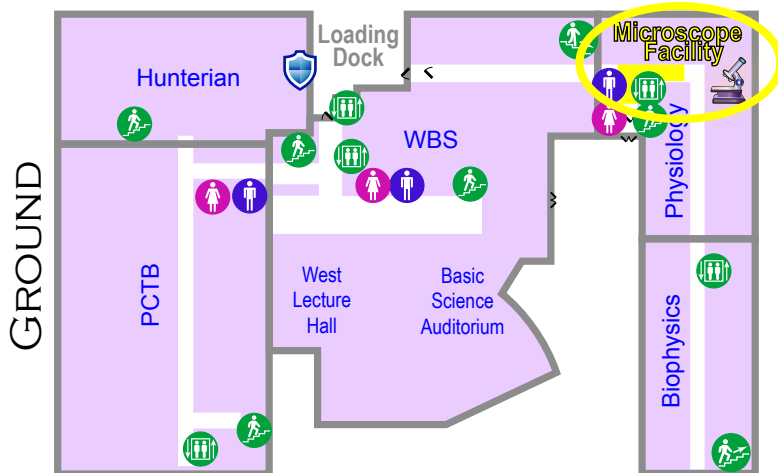 Loading
Dock
Microscope
Facility
Hunterian
WBS
Physiology
GROUND
PCTB
West
Lecture
Hall
Basic
Science
Auditorium
Biophysics